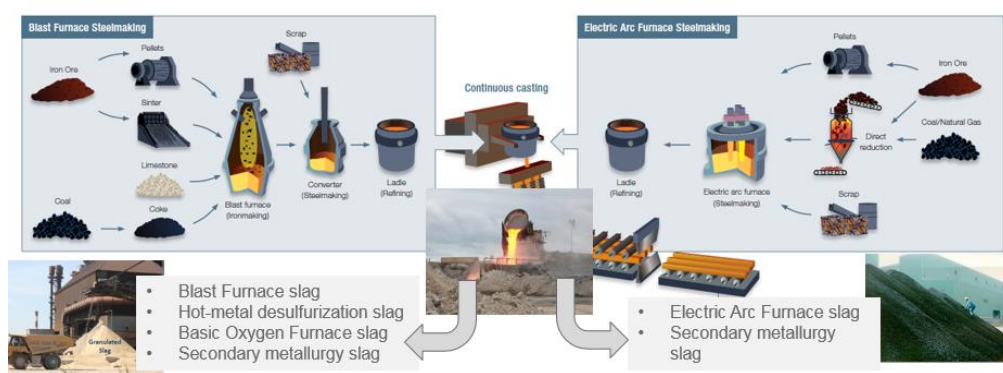 Blast Furnace Steelmaking
Iron Ore
Pellets
Sinter
Limestone
Coal
Coke
Blast furnace
(Ironmaking)
Scrap
Converter
(Steelmaking)
Ladle
(Refining)
Continuous casting
Electric Arc Furnace Steelmaking
Pellets
Iron Ore
Coal/Natural Gas
Direct
reduction
Ladle
(Refining)
Electric arc furnace
(Steelmaking)
Scrap
Granulated
Slag
• Blast Furnace slag
• Hot-metal desulfurization slag
• Basic Oxygen Furnace slag
• Secondary metallurgy slag
• Electric Arc Furnace slag
• Secondary metallurgy
slag